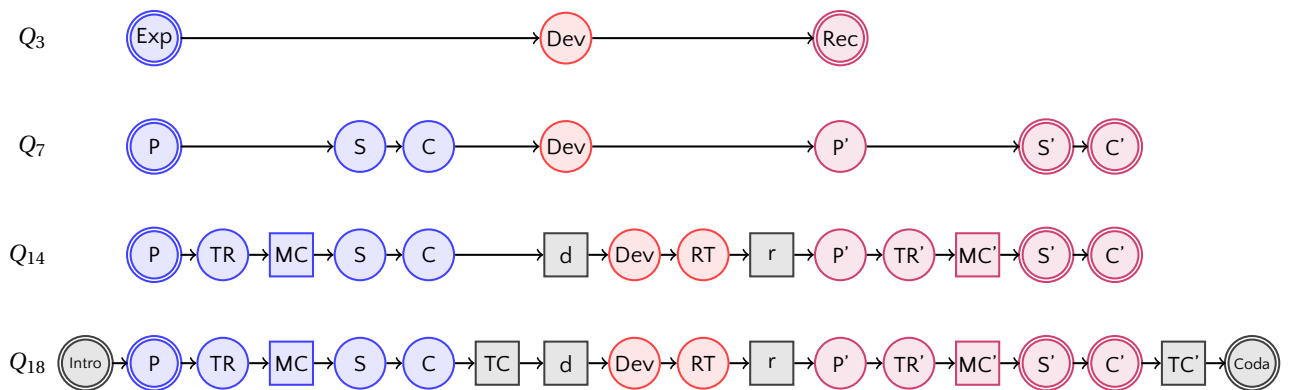 Q3 Exp Dev Rec
Q7 P S C Dev P' S' C'
Q14 P TR MC S C d Dev RT r P' TR' MC' S' C'
Q18 Intro P TR MC S C TC d Dev RT r P' TR' MC' S' C' TC' Coda